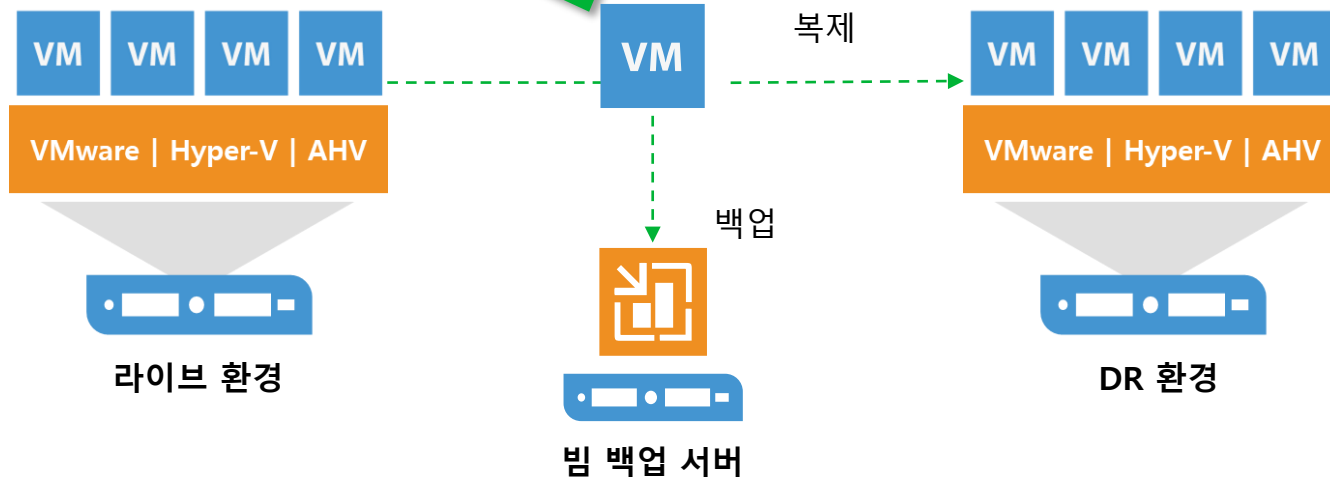 VM VM VM VM
VM
복제
VM VM VM VM
VMware | Hyper-V | AHV
VMware | Hyper-V | AHV
백업
라이브 환경
DR 환경
빔 백업 서버